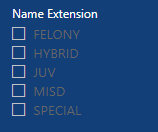 Name Extension
FELONY
HYBRID
JUV
MISD
SPECIAL